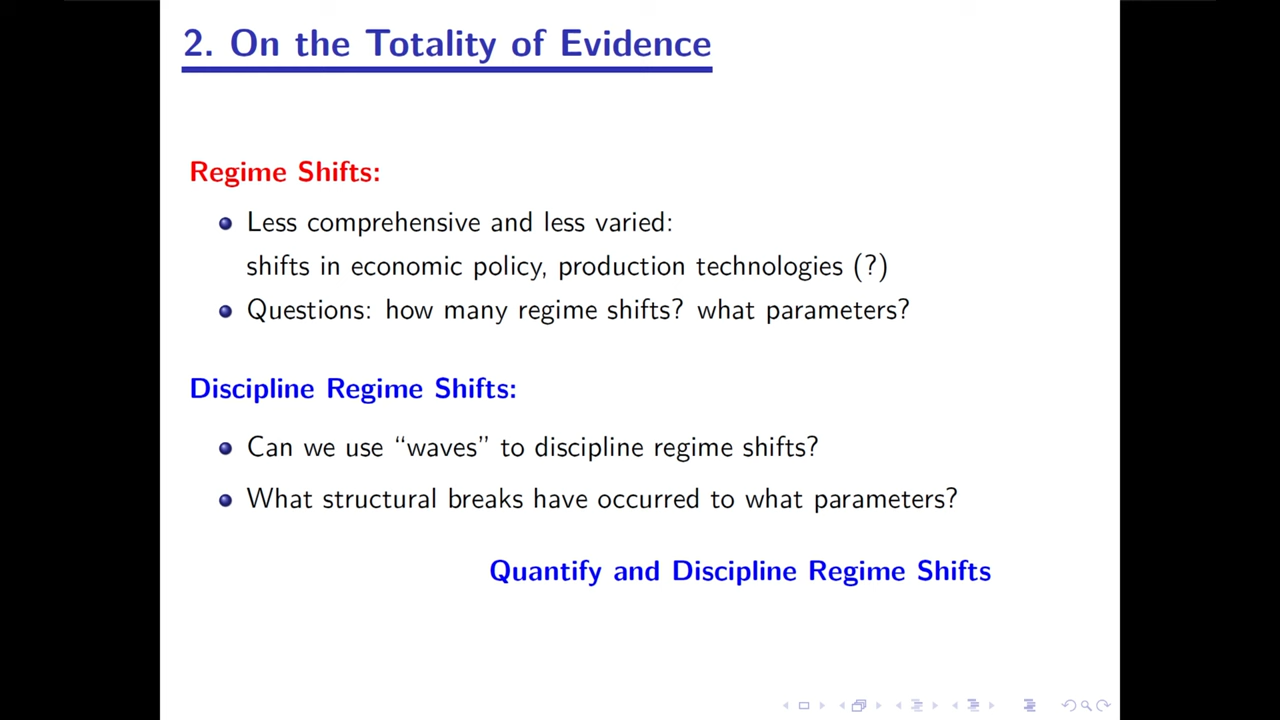 2. On the Totality of Evidence
Regime Shifts:
Less comprehensive and less varied:
shifts in economic policy, production technologies (?)
Questions: how many regime shifts? what parameters?
Discipline Regime Shifts:
Can we use “waves” to discipline regime shifts?
What structural breaks have occurred to what parameters?
Quantify and Discipline Regime Shifts